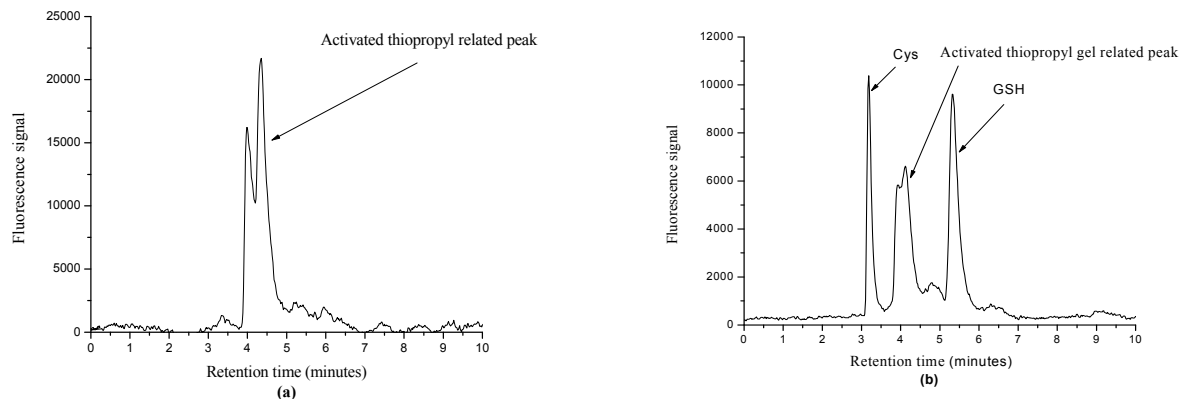 25000
20000
15000
10000
5000
0
Fluorescence signal
Activated thiopropyl related peak
0 1 2 3 4 5 6 7 8 9 10
Retention time (minutes)
(a)
12000
10000
8000
6000
4000
2000
0
Fluorescence signal
Cys
Activated thiopropyl gel related peak
GSH
0 1 2 3 4 5 6 7 8 9 10
Retention time (minutes)
(b)